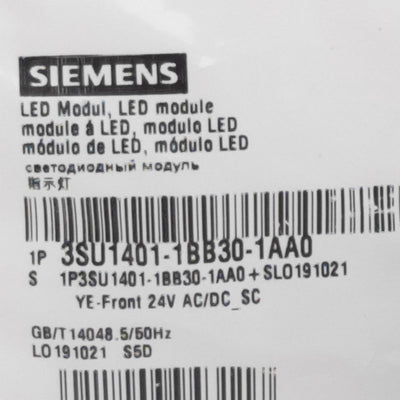 SIEMENS
LED Modul, LED module
module á LED, modulo LED
módulo de LED, módulo LED
светодиодный модуль
指示灯
1P 3SU1401-1BB30-1AA0
S 1P3SU1401-1BB30-1AA0+SLO191021
YE-Front 24V AC/DC_SC
GB/T14048.5/50Hz
LO191021 S5D